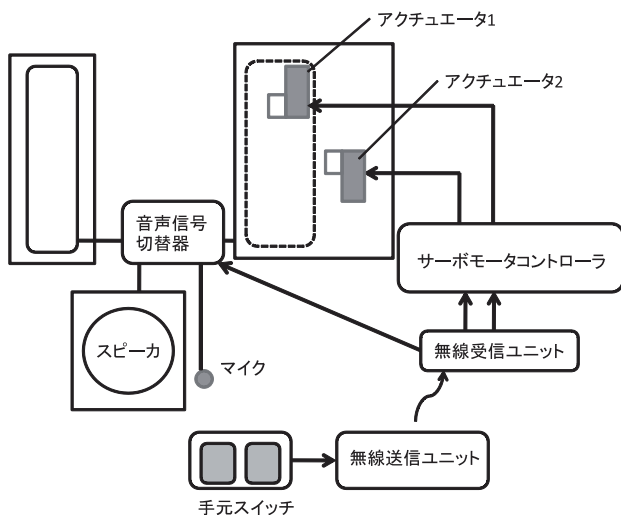 アクチュエータ1
アクチュエータ2
音声信号
切替器
サーボモータコントローラ
スピーカ
マイク
無線受信ユニット
無線送信ユニット
手元スイッチ